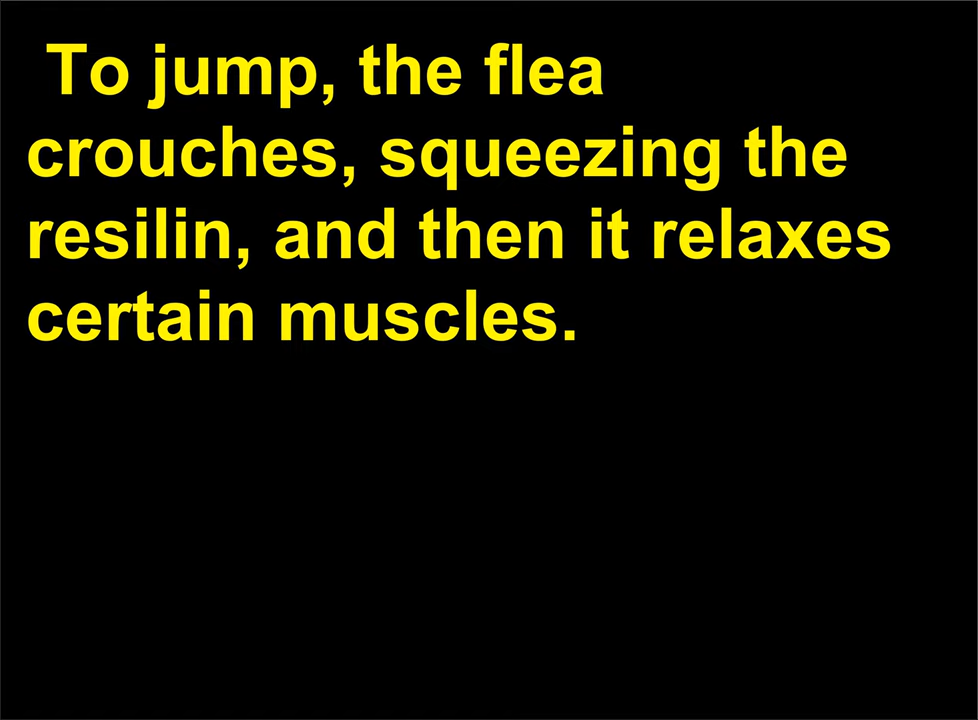 To jump, the flea
crouches, squeezing the
resilin, and then it relaxes
certain muscles.